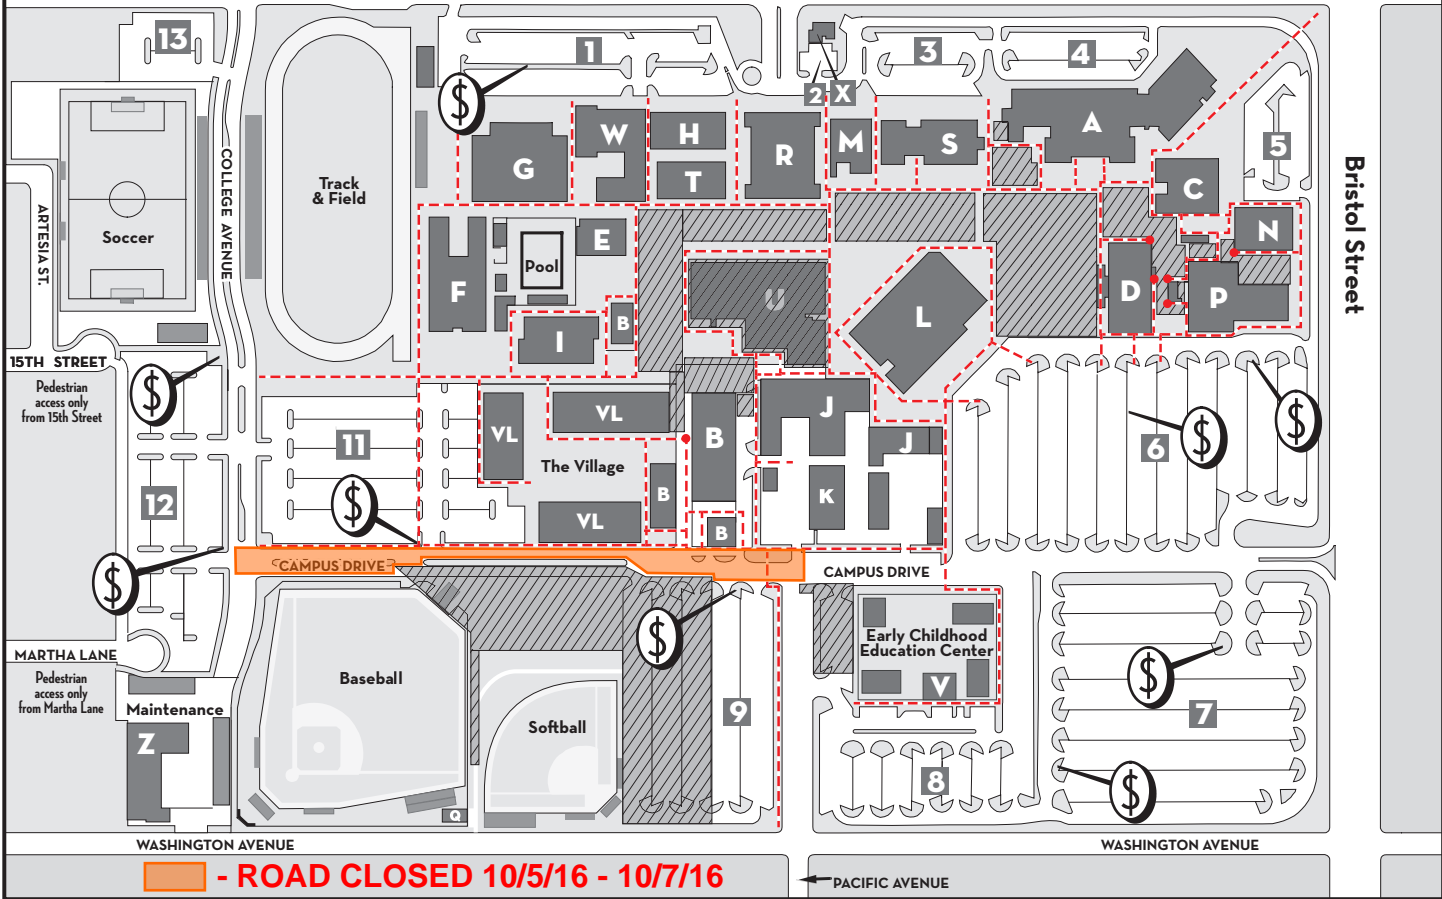 13
1
3
4
2 X
$
W
H
M
S
A
5
G
R
T
C
COLLEGE AVENUE
Track
& Field
Bristol Street
ARTESIA ST.
Soccer
E
N
Pool
F
D
P
U
L
B
I
15TH STREET
Pedestrian
access only
from 15th Street
$
VL
VL
J
B
J
$
$
6
11
The Village
12
$
B
K
VL
B
CAMPUS DRIVE
CAMPUS DRIVE
$
$
Early Childhood
Education Center
MARTHA LANE
Pedestrian
access only
from Martha Lane
Baseball
V
$
Maintenance
Z
Softball
9
7
8
$
Q
WASHINGTON AVENUE
WASHINGTON AVENUE
- ROAD CLOSED 10/5/16 - 10/7/16
PACIFIC AVENUE